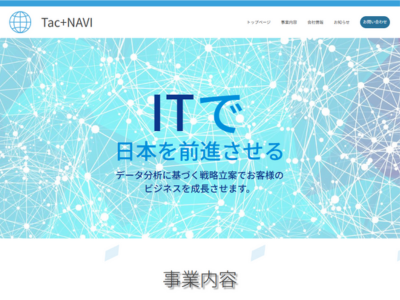 Tac+NAVI
トップページ 事業内容 会社情報 お知らせ お問い合わせ
ITで
日本を前進させる
データ分析に基づく戦略立案でお客様の
ビジネスを成長させます。
事業内容